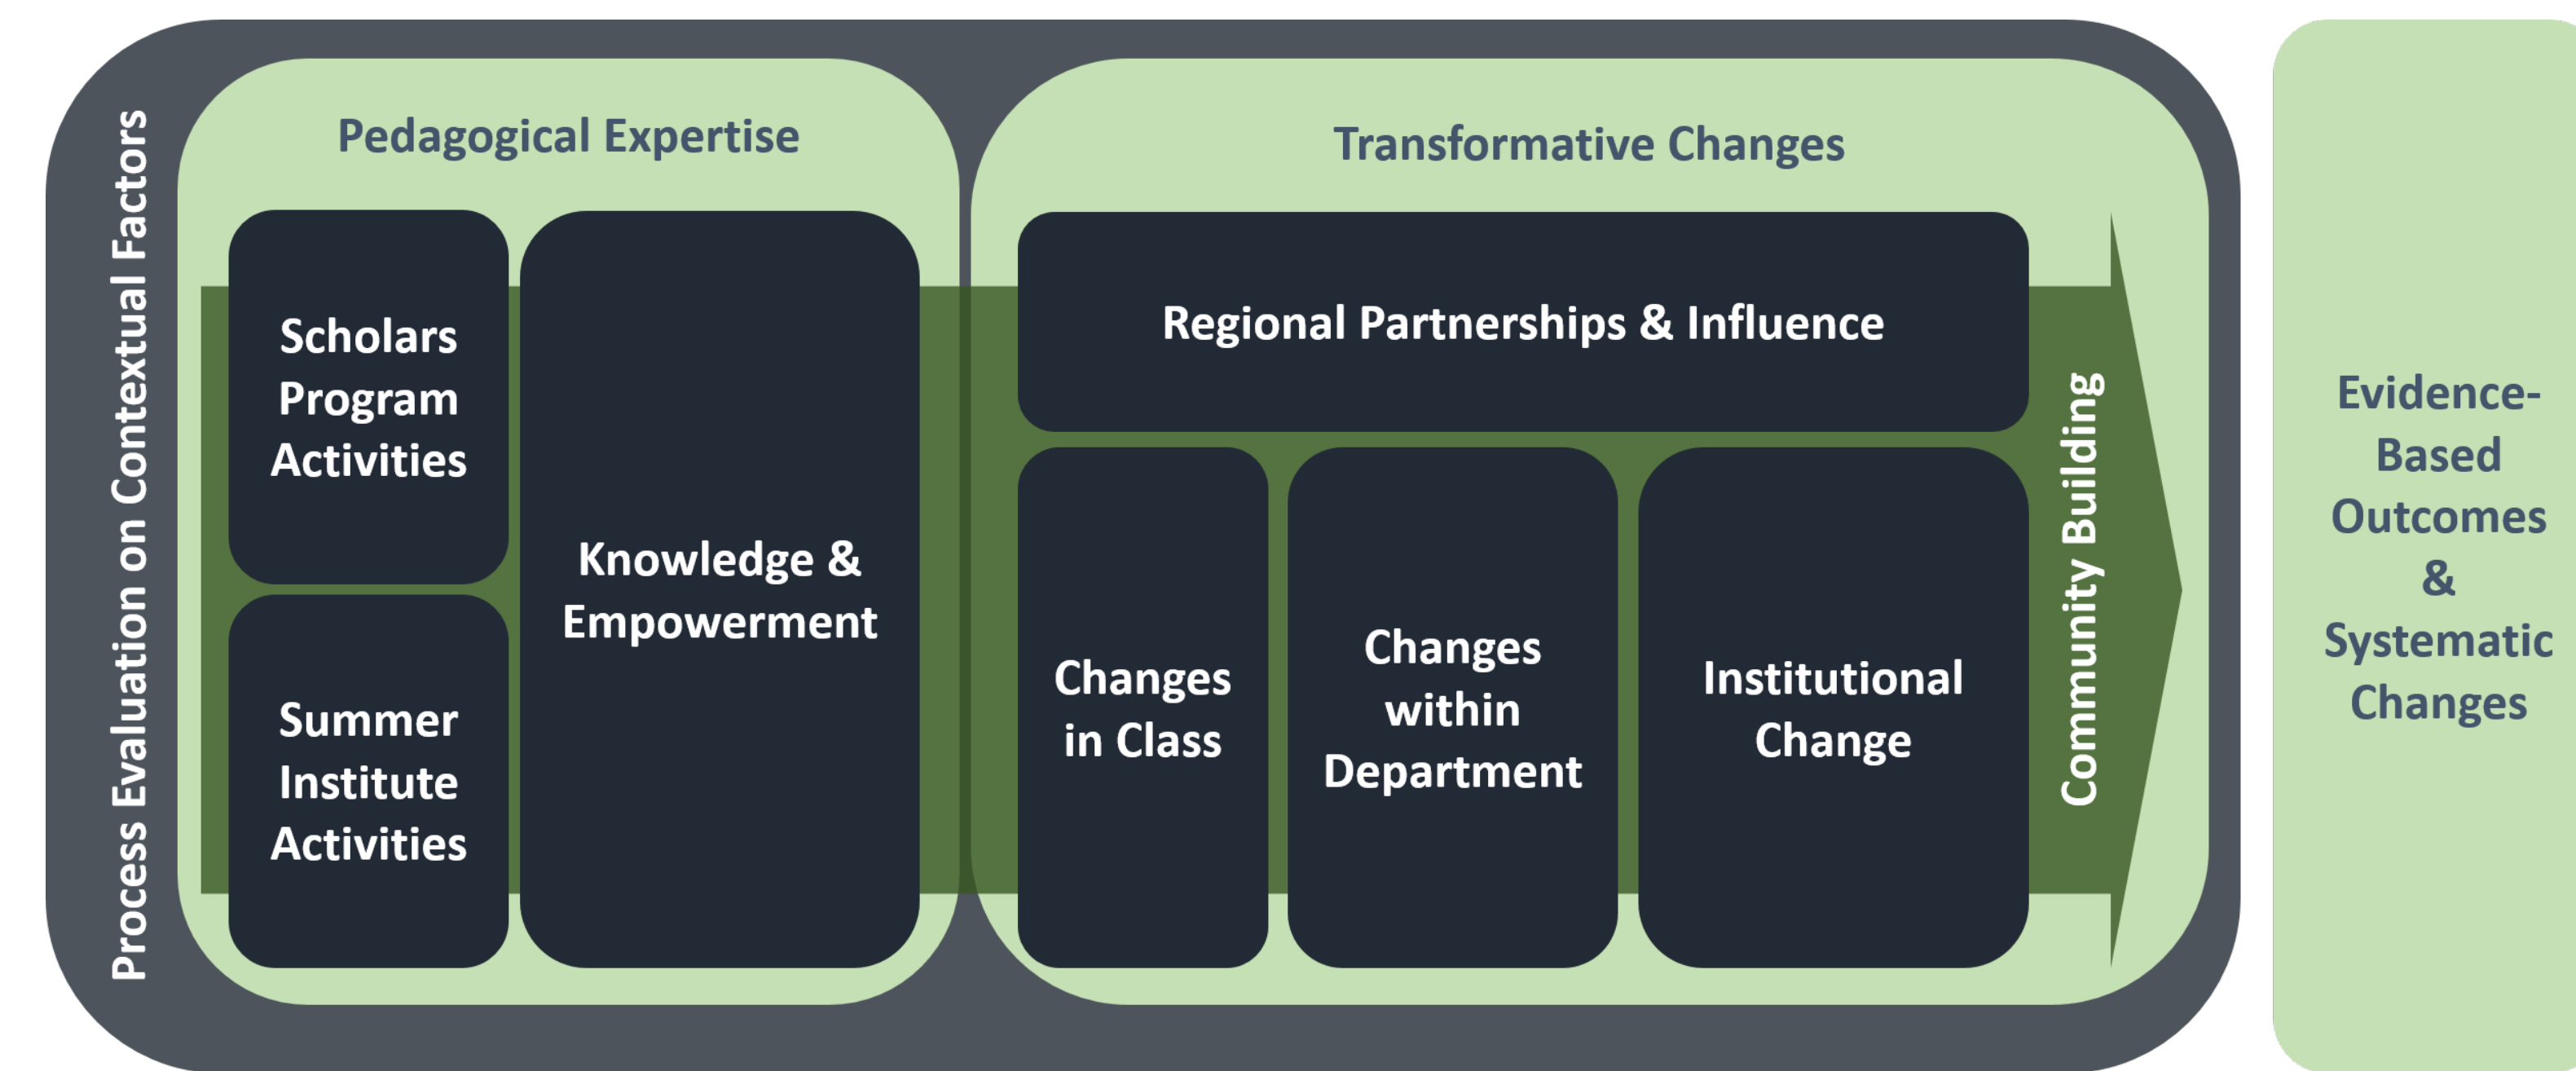 Process Evaluation on Contextual Factors
Pedagogical Expertise
Scholars
Program
Activities
Summer
Institute
Activities
Knowledge &
Empowerment
Transformative Changes
Regional Partnerships & Influence
Changes
in Class
Changes
within
Department
Institutional
Change
Community Building
Evidence-
Based
Outcomes
&
Systematic
Changes